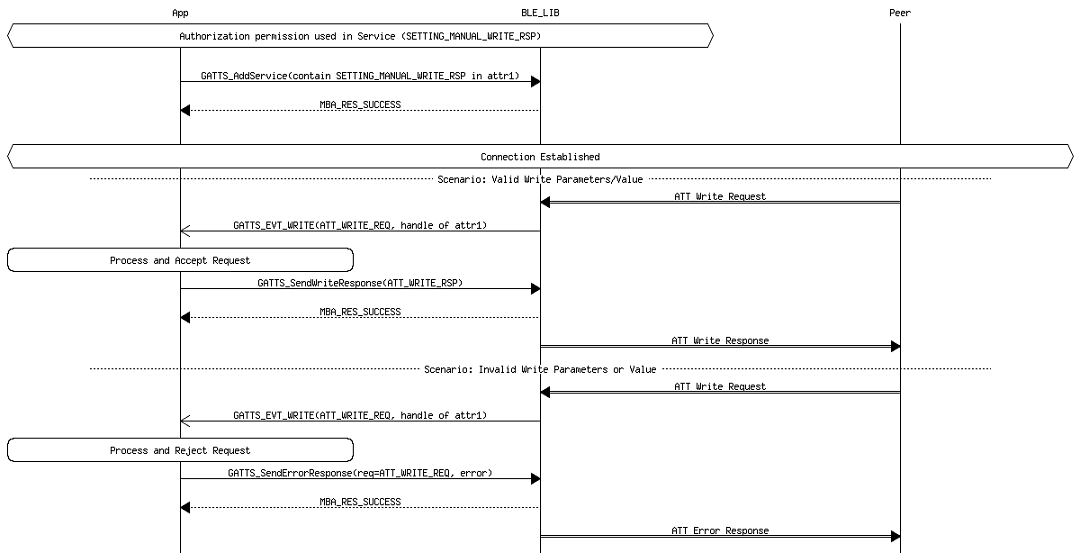 App BLE_LIB Peer
Authorization permission used in Service (SETTING_MANUAL_WRITE_RSP)
GATTS_AddService(contain SETTING_MANUAL_WRITE_RSP in attr1)
MBA_RES_SUCCESS
Connection Established
Scenario: Valid Write Parameters/Value
ATT Write Request
GATTS_EVT_WRITE(ATT_WRITE_REQ, handle of attr1)
Process and Accept Request
GATTS_SendWriteResponse(ATT_WRITE_RSP)
MBA_RES_SUCCESS
ATT Write Response
Scenario: Invalid Write Parameters or Value
ATT Write Request
GATTS_EVT_WRITE(ATT_WRITE_REQ, handle of attr1)
Process and Reject Request
GATTS_SendErrorResponse(req=ATT_WRITE_REQ, error)
MBA_RES_SUCCESS
ATT Error Response